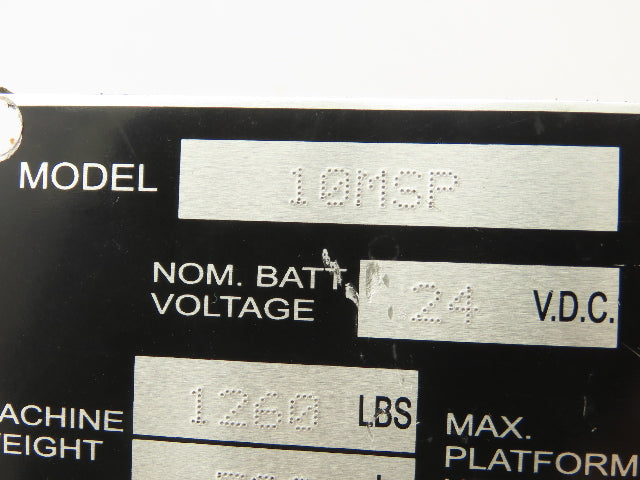 MODEL 10MSP
NOM. BATT
VOLTAGE 24 V.D.C.
1260 LBS
MAX.
PLATFORM